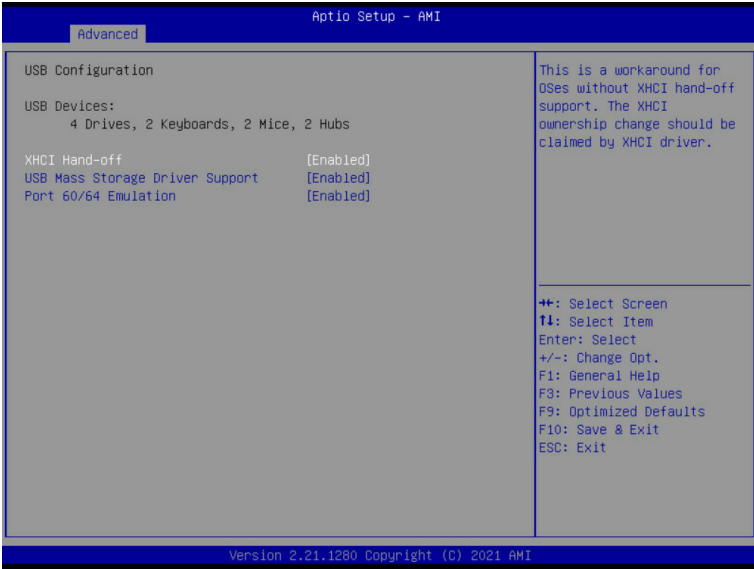 Aptio Setup – AMI
Advanced
USB Configuration
USB Devices:
4 Drives, 2 Keyboards, 2 Mice, 2 Hubs
XHCI Hand-off [Enabled]
USB Mass Storage Driver Support [Enabled]
Port 60/64 Emulation [Enabled]
This is a workaround for
OSes without XHCI hand-off
support. The XHCI
ownership change should be
claimed by XHCI driver.
→←: Select Screen
↑↓: Select Item
Enter: Select
+/-: Change Opt.
F1: General Help
F3: Previous Values
F9: Optimized Defaults
F10: Save & Exit
ESC: Exit
Version 2.21.1280 Copyright (C) 2021 AMI